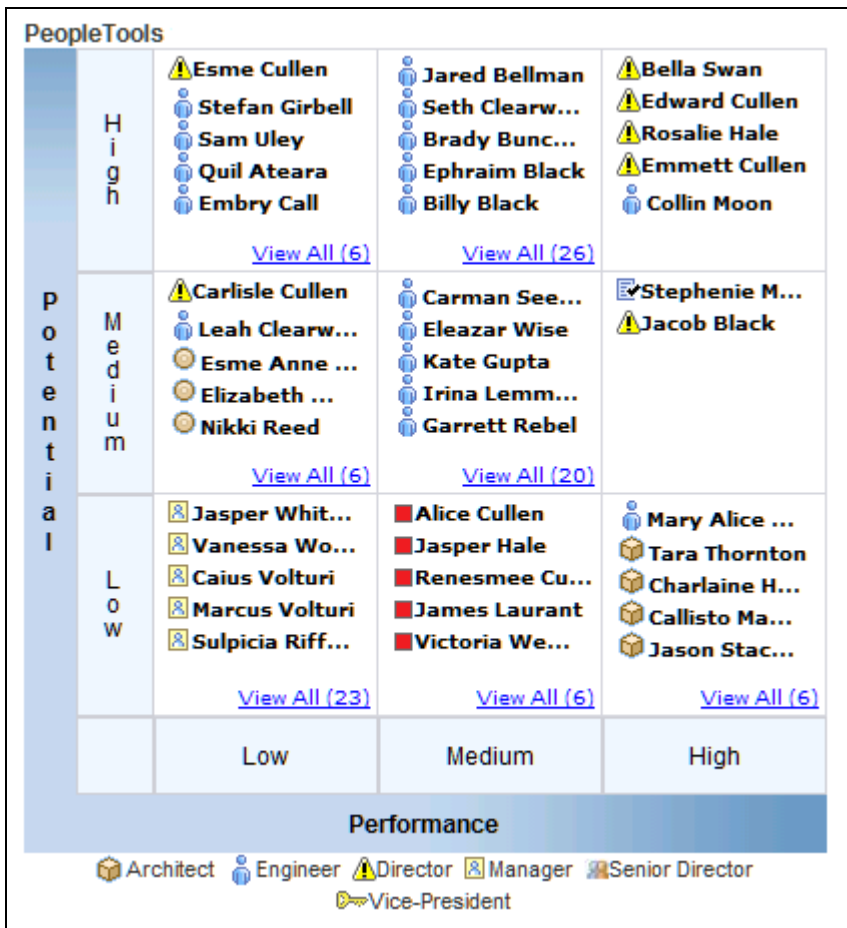 PeopleTools
Potential
High
Esme Cullen
Stefan Girbell
Sam Uley
Quil Ateara
Embry Call
View All (6)
Jared Bellman
Seth Clearw...
Brady Bunc...
Ephraim Black
Billy Black
View All (26)
Bella Swan
Edward Cullen
Rosalie Hale
Emmett Cullen
Collin Moon
Medium
Carlisle Cullen
Leah Clearw...
Esme Anne ...
Elizabeth ...
Nikki Reed
View All (6)
Carman See...
Eleazar Wise
Kate Gupta
Irina Lemm...
Garrett Rebel
View All (20)
Stephenie M...
Jacob Black
Low
Jasper Whit...
Vanessa Wo...
Caius Volturi
Marcus Volturi
Sulpicia Riff...
View All (23)
Alice Cullen
Jasper Hale
Renesmee Cu...
James Laurant
Victoria We...
View All (6)
Mary Alice ...
Tara Thornton
Charlaine H...
Callisto Ma...
Jason Stac...
View All (6)
Low Medium High
Performance
Architect Engineer Director Manager Senior Director
Vice-President